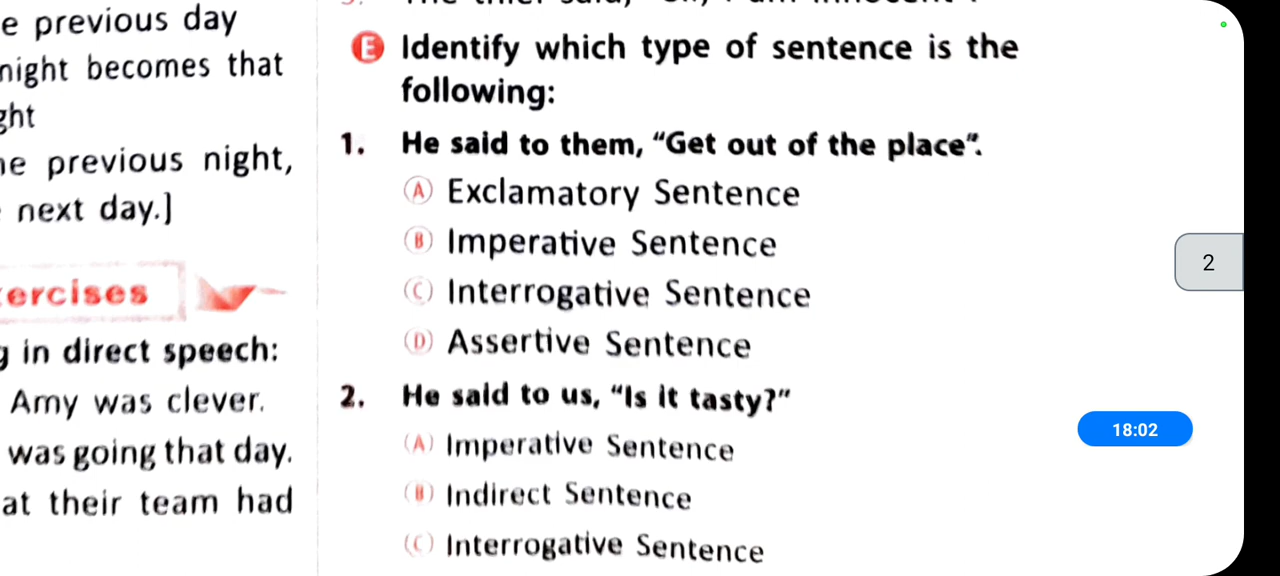 e previous day
night becomes that
ght
ne previous night,
next day.]
ercises
g in direct speech:
Amy was clever.
was going that day.
at their team had
E Identify which type of sentence is the
following:
1. He said to them, “Get out of the place”.
A Exclamatory Sentence
B Imperative Sentence
C Interrogative Sentence
D Assertive Sentence
2. He said to us, “Is it tasty?”
(A) Imperative Sentence
(B) Indirect Sentence
(C) Interrogative Sentence
2
18:02